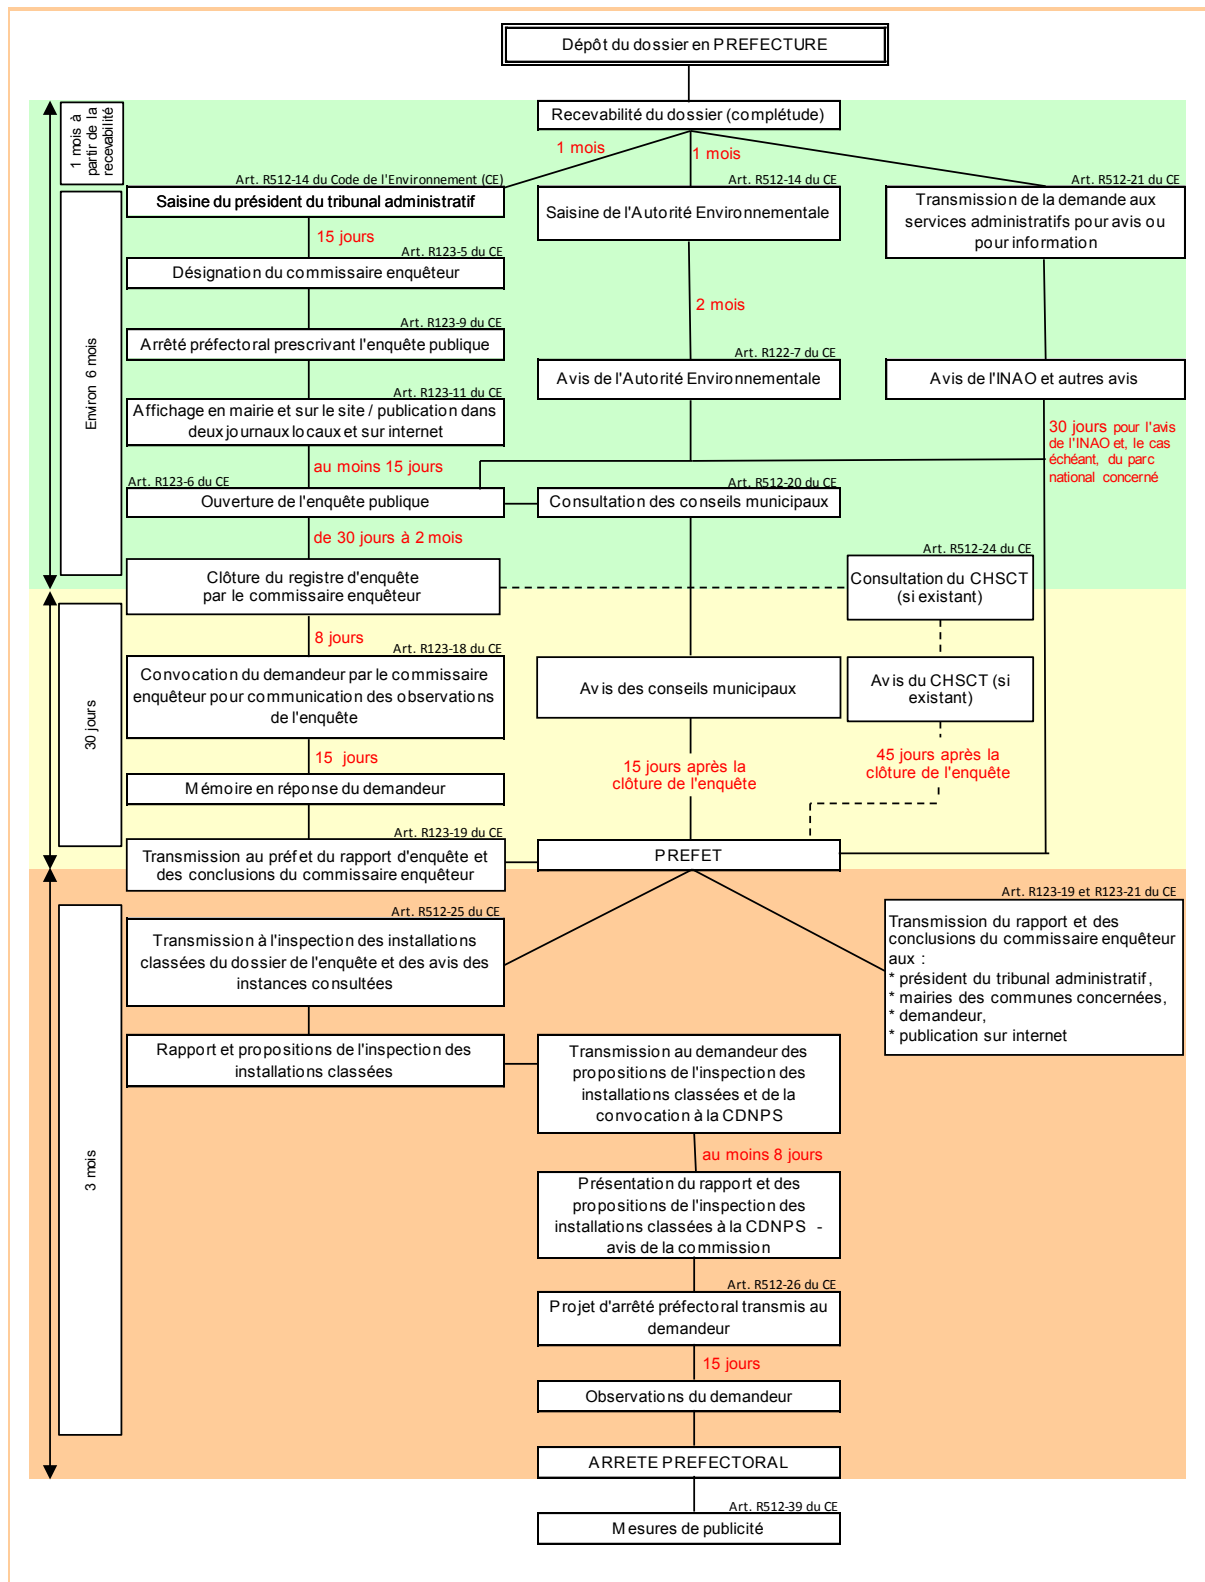 Dépôt du dossier en PREFECTURE
1 mois à
partir de la
recevabilité
Recevabilité du dossier (complétude)
1 mois
1 mois
Art. R512-14 du Code de l'Environnement (CE)
Saisine du président du tribunal administratif
Art. R512-14 du CE
Saisine de l'Autorité Environnementale
Art. R512-21 du CE
Transmission de la demande aux
services administratifs pour avis ou
pour information
Environ 6 mois
15 jours
Art. R123-5 du CE
Désignation du commissaire enquêteur
2 mois
Art. R123-9 du CE
Arrêté préfectoral prescrivant l'enquête publique
Art. R122-7 du CE
Avis de l'Autorité Environnementale
Avis de l'INAO et autres avis
Art. R123-11 du CE
Affichage en mairie et sur le site / publication dans
deux journaux locaux et sur internet
30 jours pour l'avis
de l'INAO et, le cas
échéant, du parc
national concerné
au moins 15 jours
Art. R123-6 du CE
Ouverture de l'enquête publique
Art. R512-20 du CE
Consultation des conseils municipaux
de 30 jours à 2 mois
Clôture du registre d'enquête
par le commissaire enquêteur
Art. R512-24 du CE
Consultation du CHSCT
(si existant)
30 jours
8 jours
Art. R123-18 du CE
Convocation du demandeur par le commissaire
enquêteur pour communication des observations
de l'enquête
Avis des conseils municipaux
Avis du CHSCT (si
existant)
15 jours
15 jours après la
clôture de l'enquête
45 jours après la
clôture de l'enquête
Mémoire en réponse du demandeur
Art. R123-19 du CE
Transmission au préfet du rapport d'enquête et
des conclusions du commissaire enquêteur
PREFET
3 mois
Art. R512-25 du CE
Transmission à l'inspection des installations
classées du dossier de l'enquête et des avis des
instances consultées
Art. R123-19 et R123-21 du CE
Transmission du rapport et des
conclusions du commissaire enquêteur
aux :
* président du tribunal administratif,
* mairies des communes concernées,
* demandeur,
* publication sur internet
Rapport et propositions de l'inspection des
installations classées
Transmission au demandeur des
propositions de l'inspection des
installations classées et de la
convocation à la CDNPS
au moins 8 jours
Présentation du rapport et des
propositions de l'inspection des
installations classées à la CDNPS -
avis de la commission
Art. R512-26 du CE
Projet d'arrêté préfectoral transmis au
demandeur
15 jours
Observations du demandeur
ARRETE PREFECTORAL
Art. R512-39 du CE
Mesures de publicité